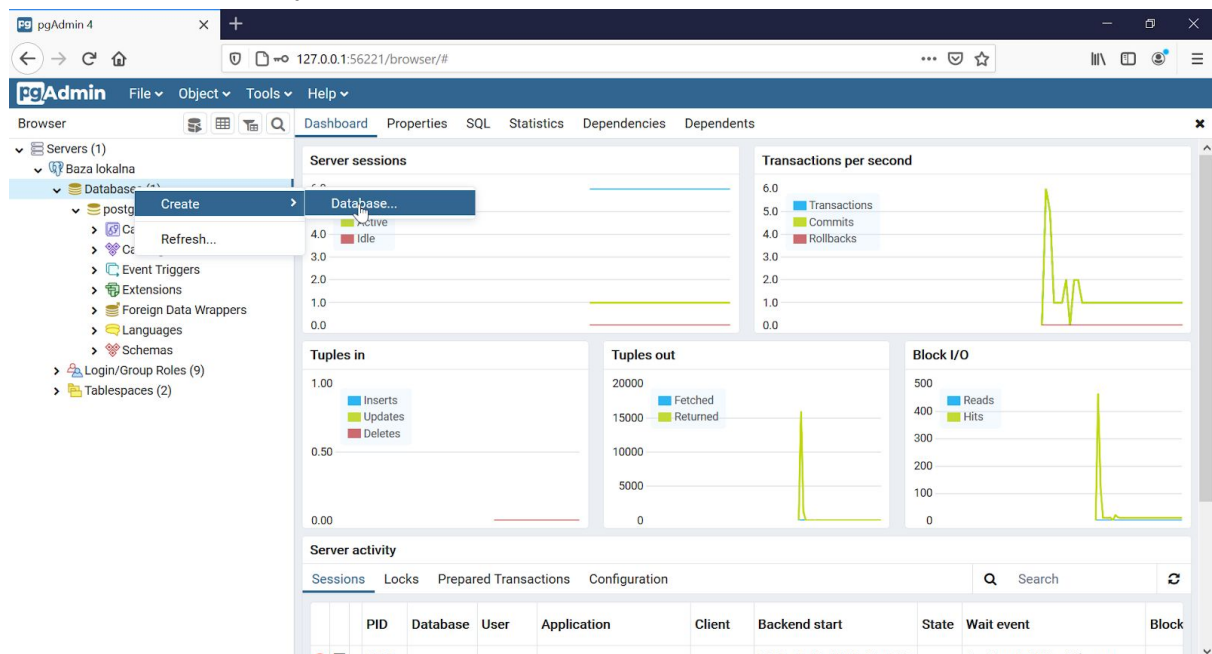 pgAdmin 4
127.0.0.1:56221/browser/#
pgAdmin File Object Tools Help
Browser
Dashboard Properties SQL Statistics Dependencies Dependents
Servers (1)
Baza lokalna
Databases (1)
Create
Database...
Refresh...
Event Triggers
Extensions
Foreign Data Wrappers
Languages
Schemas
Login/Group Roles (9)
Tablespaces (2)
Server sessions
Active
4.0
Idle
3.0
2.0
1.0
0.0
Transactions per second
6.0
Transactions
5.0
Commits
4.0
Rollbacks
3.0
2.0
1.0
0.0
Tuples in
1.00
Inserts
Updates
Deletes
0.50
0.00
Tuples out
20000
Fetched
15000
Returned
10000
5000
0
Block I/O
500
Reads
400
Hits
300
200
100
0
Server activity
Sessions Locks Prepared Transactions Configuration
Search
PID Database User Application Client Backend start State Wait event Block